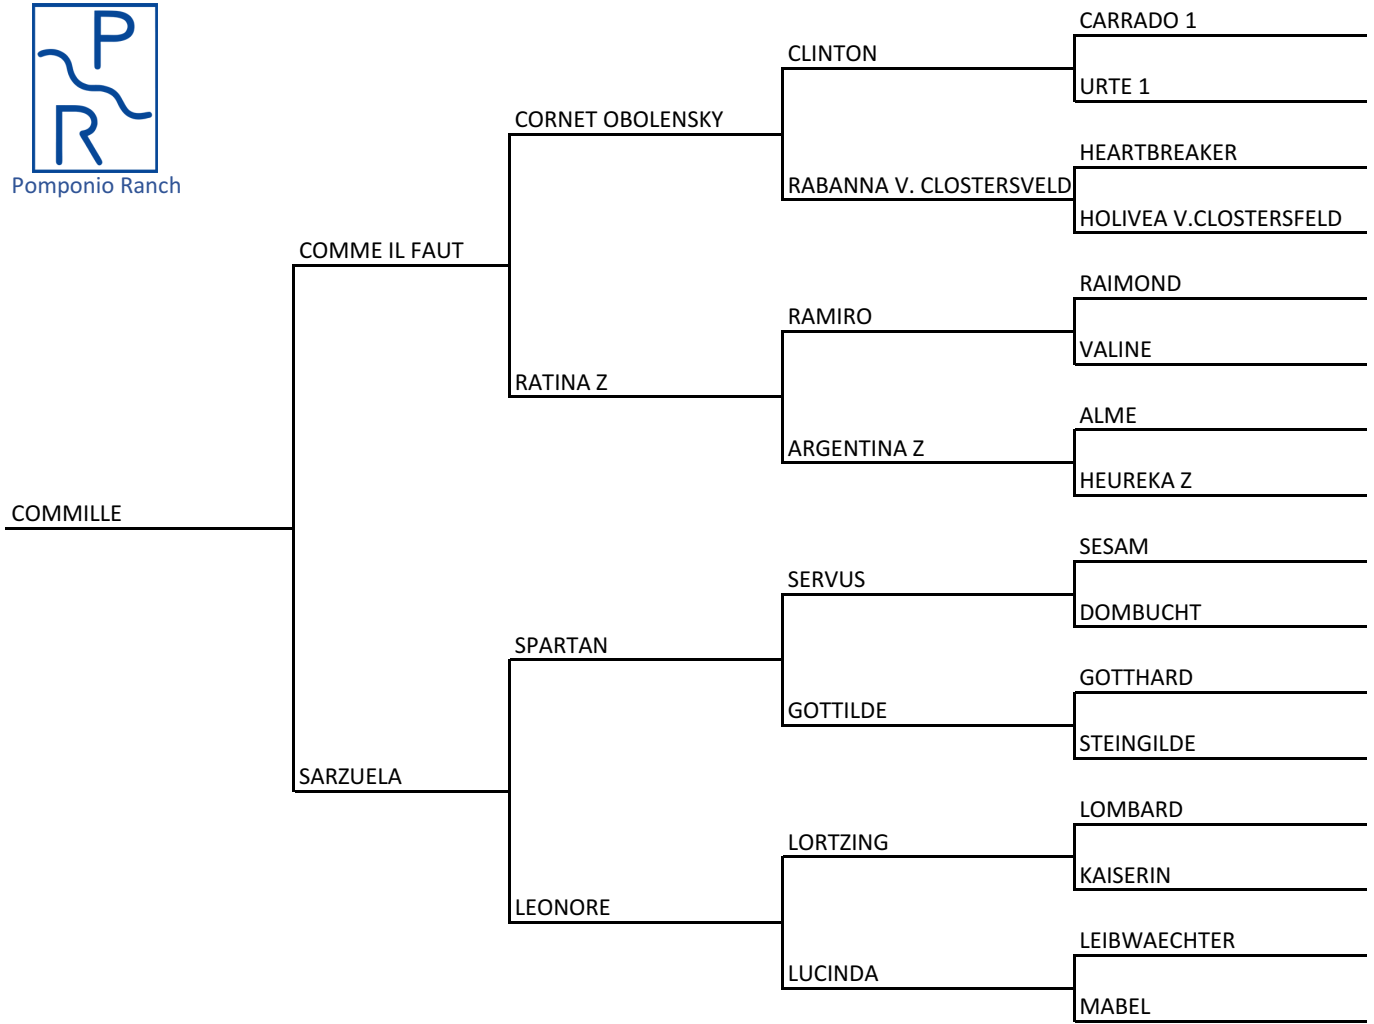 P
R
Pomponio Ranch
COMMILLE
COMME IL FAUT
SARZUELA
CORNET OBOLENSKY
RATINA Z
SPARTAN
LEONORE
CLINTON
RABANNA V. CLOSTERSVELD
RAMIRO
ARGENTINA Z
SERVUS
GOTTILDE
LORTZING
LUCINDA
CARRADO 1
URTE 1
HEARTBREAKER
HOLIVEA V.CLOSTERSFELD
RAIMOND
VALINE
ALME
HEUREKA Z
SESAM
DOMBUCHT
GOTTHARD
STEINGILDE
LOMBARD
KAISERIN
LEIBWAECHTER
MABEL